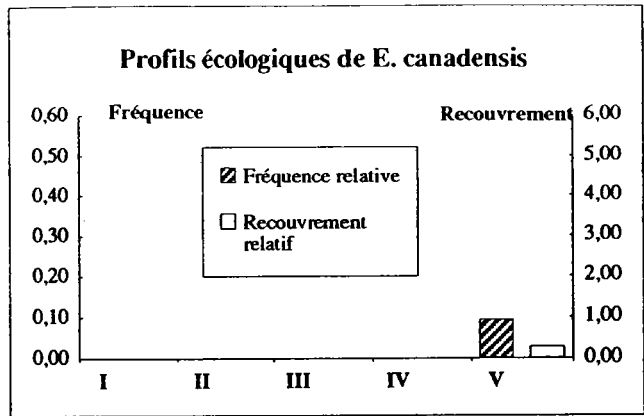 Profils écologiques de E. canadensis
Fréquence
Recouvrement
0,60
0,50
0,40
0,30
0,20
0,10
0,00
6,00
5,00
4,00
3,00
2,00
1,00
0,00
Fréquence relative
Recouvrement
relatif
I
II
III
IV
V